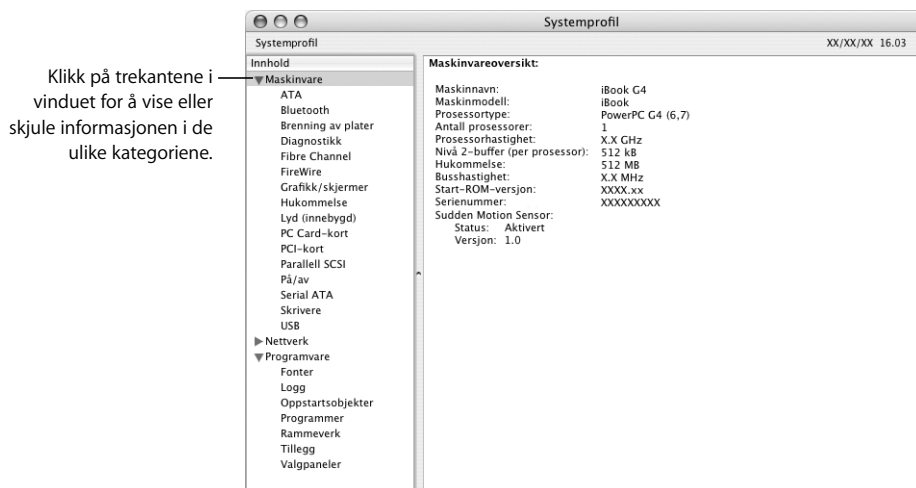 Systemprofil
Systemprofil
XX/XX/XX 16.03
Klikk på trekantene i
vinduet for å vise eller
skjule informasjonen i de
ulike kategoriene.
Innhold
Maskinvare
ATA
Bluetooth
Brenning av plater
Diagnostikk
Fibre Channel
FireWire
Grafikk/skjermer
Hukommelse
Lyd (innebygd)
PC Card-kort
PCI-kort
Parallell SCSI
På/av
Serial ATA
Skrivere
USB
Nettverk
Programvare
Fonter
Logg
Oppstartsobjekter
Programmer
Rammeverk
Tillegg
Valgpaneler
Maskinvareoversikt:
Maskinnavn: iBook G4
Maskinmodell: iBook
Prosessortype: PowerPC G4 (6,7)
Antall prosessorer: 1
Prosessorhastighet: X.X GHz
Nivå 2-buffer (per prosessor): 512 kB
Hukommelse: 512 MB
Busshastighet: X.X MHz
Start-ROM-versjon: XXXX.xx
Serienummer: XXXXXXXXX
Sudden Motion Sensor:
Status: Aktivert
Versjon: 1.0